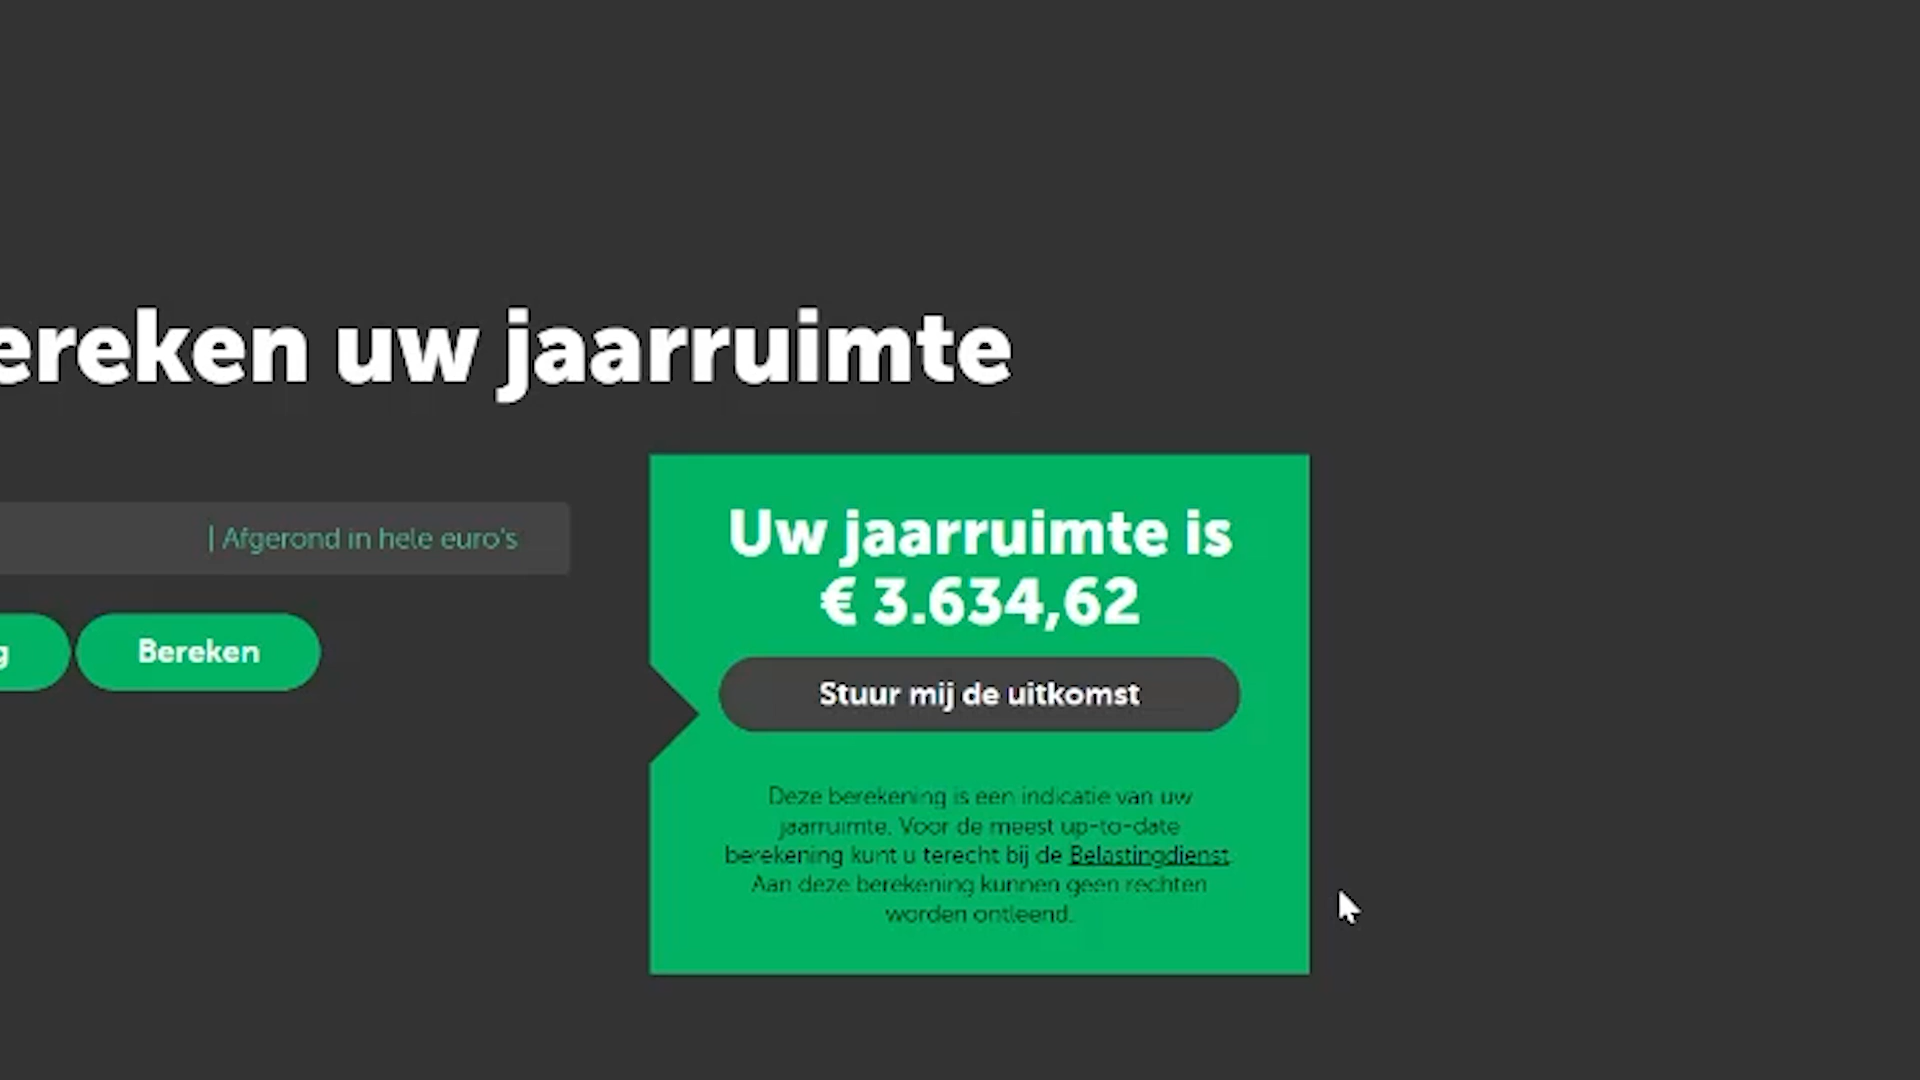 ereken uw jaarruimte
| Afgerond in hele euro's
g
Bereken
Uw jaarruimte is
€ 3.634,62
Stuur mij de uitkomst
Deze berekening is een indicatie van uw
jaarruimte. Voor de meest up-to-date
berekening kunt u terecht bij de Belastingdienst.
Aan deze berekening kunnen geen rechten
worden ontleend.